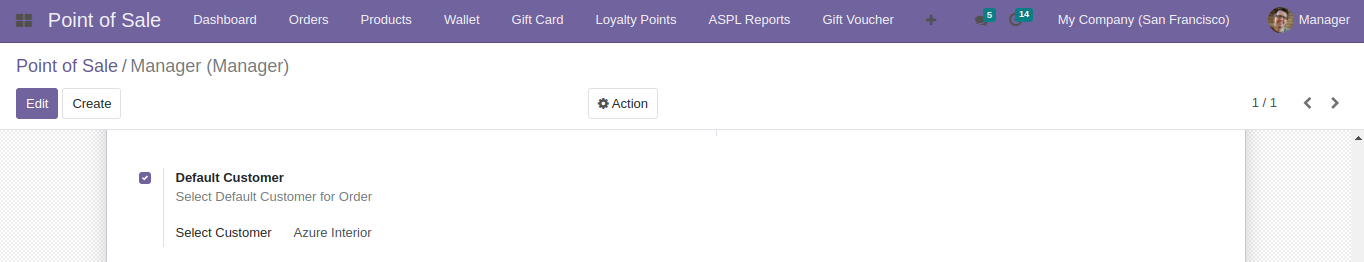 Point of Sale Dashboard Orders Products Wallet Gift Card Loyalty Points ASPL Reports Gift Voucher 5 14 My Company (San Francisco) Manager
Point of Sale / Manager (Manager)
Edit Create Action 1 / 1
Default Customer
Select Default Customer for Order
Select Customer Azure Interior